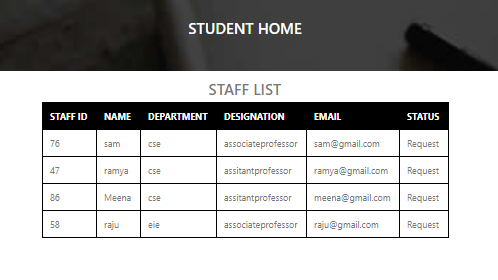 STUDENT HOME
STAFF LIST
STAFF ID NAME DEPARTMENT DESIGNATION EMAIL STATUS
76 sam cse associateprofessor sam@gmail.com Request
47 ramya cse assitantprofessor ramya@gmail.com Request
86 Meena cse assitantprofessor meena@gmail.com Request
58 raju eie associateprofessor raju@gmail.com Request